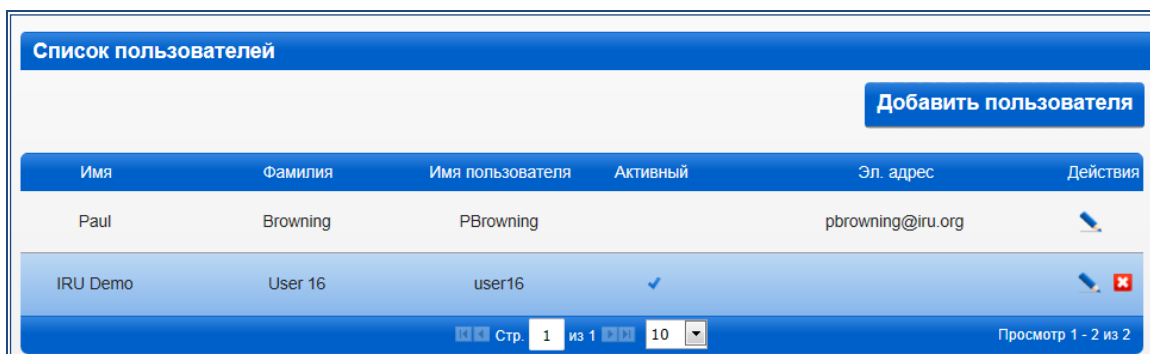 Список пользователей
Добавить пользователя
Имя Фамилия Имя пользователя Активный Эл. адрес Действия
Paul Browning PBrowning pbrowning@iru.org
IRU Demo User 16 user16
Стр. 1 из 1 10 Просмотр 1 - 2 из 2